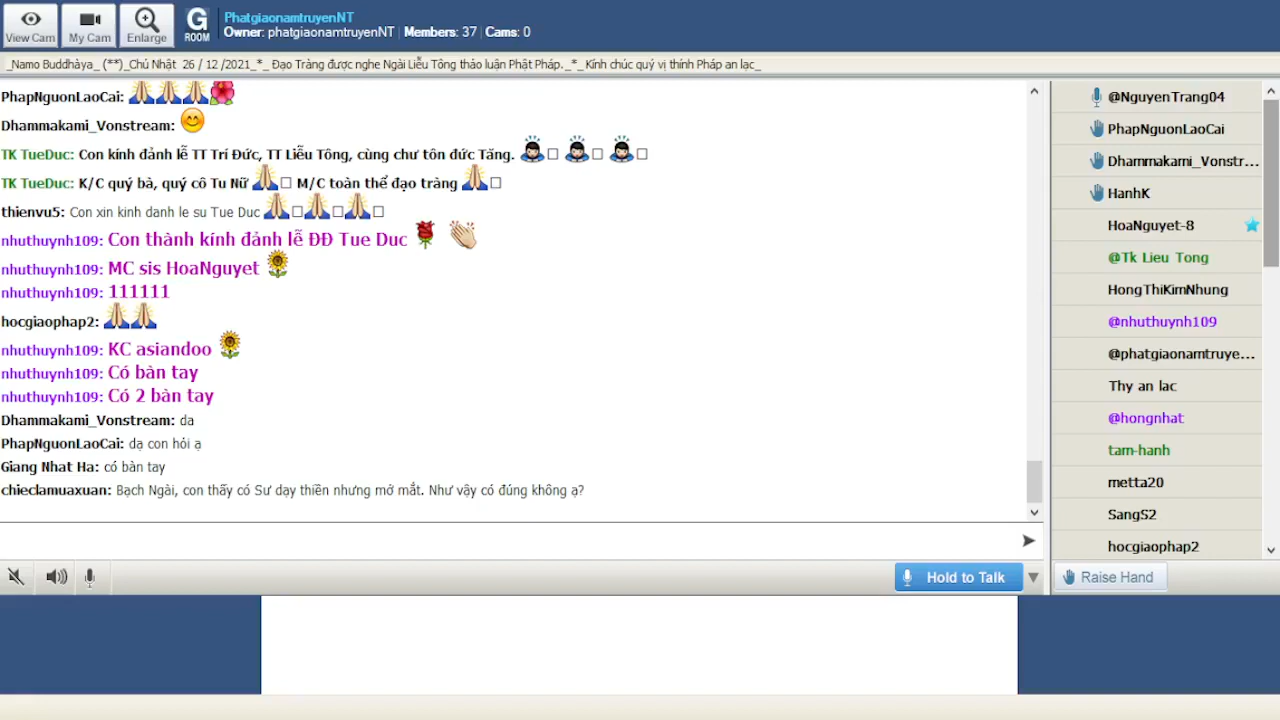 View Cam
My Cam
Enlarge
G
ROOM
PhatgiaonamtruyenNT
Owner: phatgiaonamtruyenNT | Members: 37 | Cams: 0
_Namo Buddhàya_ (**)_Chủ Nhật 26 / 12 /2021_*_ Đạo Tràng được nghe Ngài Liễu Tông thảo luận Phật Pháp._*_Kính chúc quý vị thính Pháp an lạc_
PhapNguonLaoCai: 🙏🙏🙏🌺
Dhammakami_Vonstream: 😊
TK TueDuc: Con kính đảnh lễ TT Trí Đức, TT Liễu Tông, cùng chư tôn đức Tăng. 🙇□ 🙇□ 🙇□
TK TueDuc: K/C quý bà, quý cô Tu Nữ 🙏□ M/C toàn thể đạo tràng 🙏□
thienvu5: Con xin kinh danh le su Tue Duc 🙏□🙏□🙏□
nhuthuynh109: Con thành kính đảnh lễ ĐĐ Tue Duc 🌹 👏
nhuthuynh109: MC sis HoaNguyet 🌻
nhuthuynh109: 111111
hocgiaophap2: 🙏🙏
nhuthuynh109: KC asiandoo 🌻
nhuthuynh109: Có bàn tay
nhuthuynh109: Có 2 bàn tay
Dhammakami_Vonstream: da
PhapNguonLaoCai: dạ con hỏi ạ
Giang Nhat Ha: có bàn tay
chieclamuaxuan: Bạch Ngài, con thấy có Sư dạy thiền nhưng mở mắt. Như vậy có đúng không ạ?
Hold to Talk
@NguyenTrang04
PhapNguonLaoCai
Dhammakami_Vonstr...
HanhK
HoaNguyet-8
@Tk Lieu Tong
HongThiKimNhung
@nhuthuynh109
@phatgiaonamtruye...
Thy an lac
@hongnhat
tam-hanh
metta20
SangS2
hocgiaophap2
Raise Hand